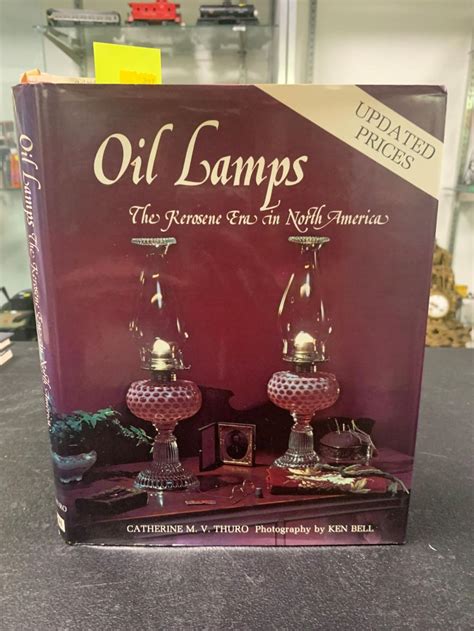 UPDATED
PRICES
Oil Lamps
The Kerosene Era in North America
CATHERINE M. V. THURO Photography by KEN BELL
Oil Lamps The Kerosene Era in North America